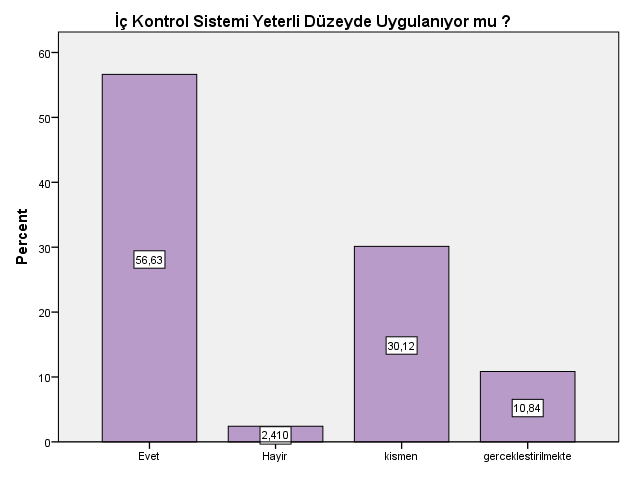 İç Kontrol Sistemi Yeterli Düzeyde Uygulanıyor mu ?
60
50
40
30
20
10
0
Percent
56,63
2,410
30,12
10,84
Evet
Hayir
kismen
gerceklestirilmekte